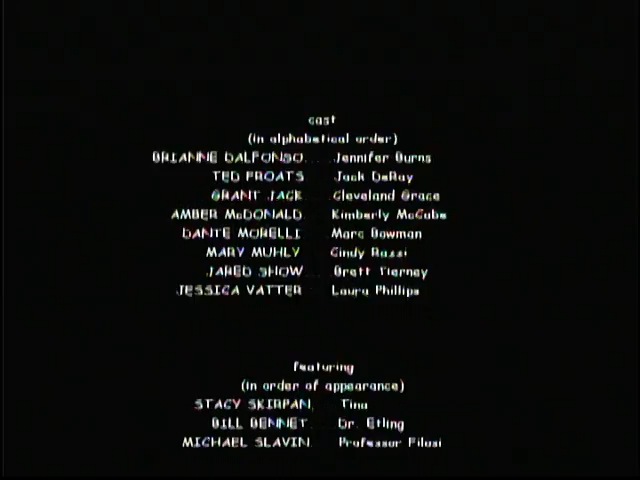 cast
(in alphabetical order)
BRIANNE DALFONSO..... Jennifer Burns
TED FROATS Jack DeRay
GRANT JACK Cleveland Grace
AMBER McDONALD Kimberly McCabe
DANTE MORELLI Marc Bowman
MARY MUHLY Cindy Rassi
JARED SHOW Brett Tierney
JESSICA VATTER Laura Phillips
featuring
(in order of appearance)
STACY SKIRPAN Tina
BILL BENNET Dr. Etling
MICHAEL SLAVIN Professor Filosi